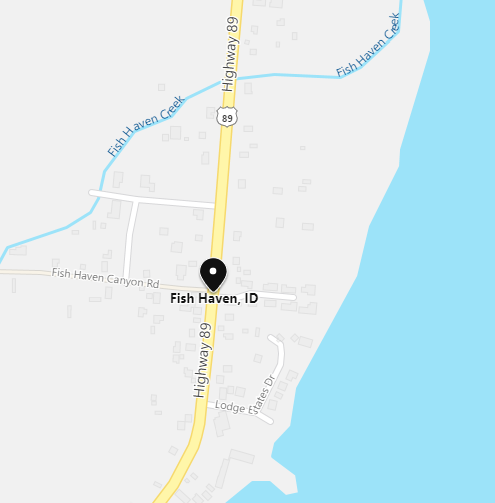 Highway 89
Fish Haven Creek
Fish Haven Creek
89
Fish Haven Canyon Rd
Fish Haven, ID
Highway 89
Lodge Estates Dr